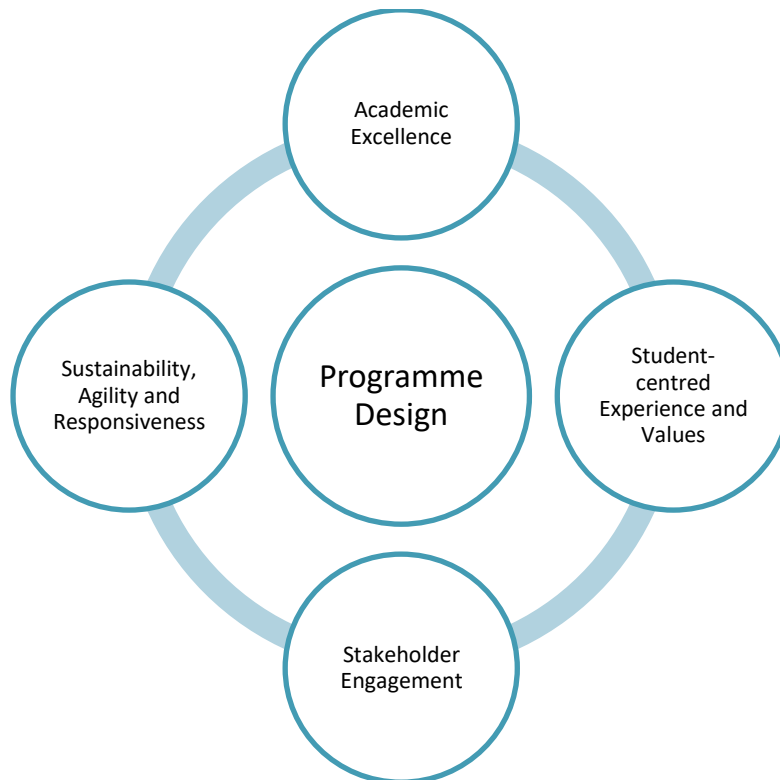 Academic
Excellence
Sustainability,
Agility and
Responsiveness
Programme
Design
Student-
centred
Experience and
Values
Stakeholder
Engagement